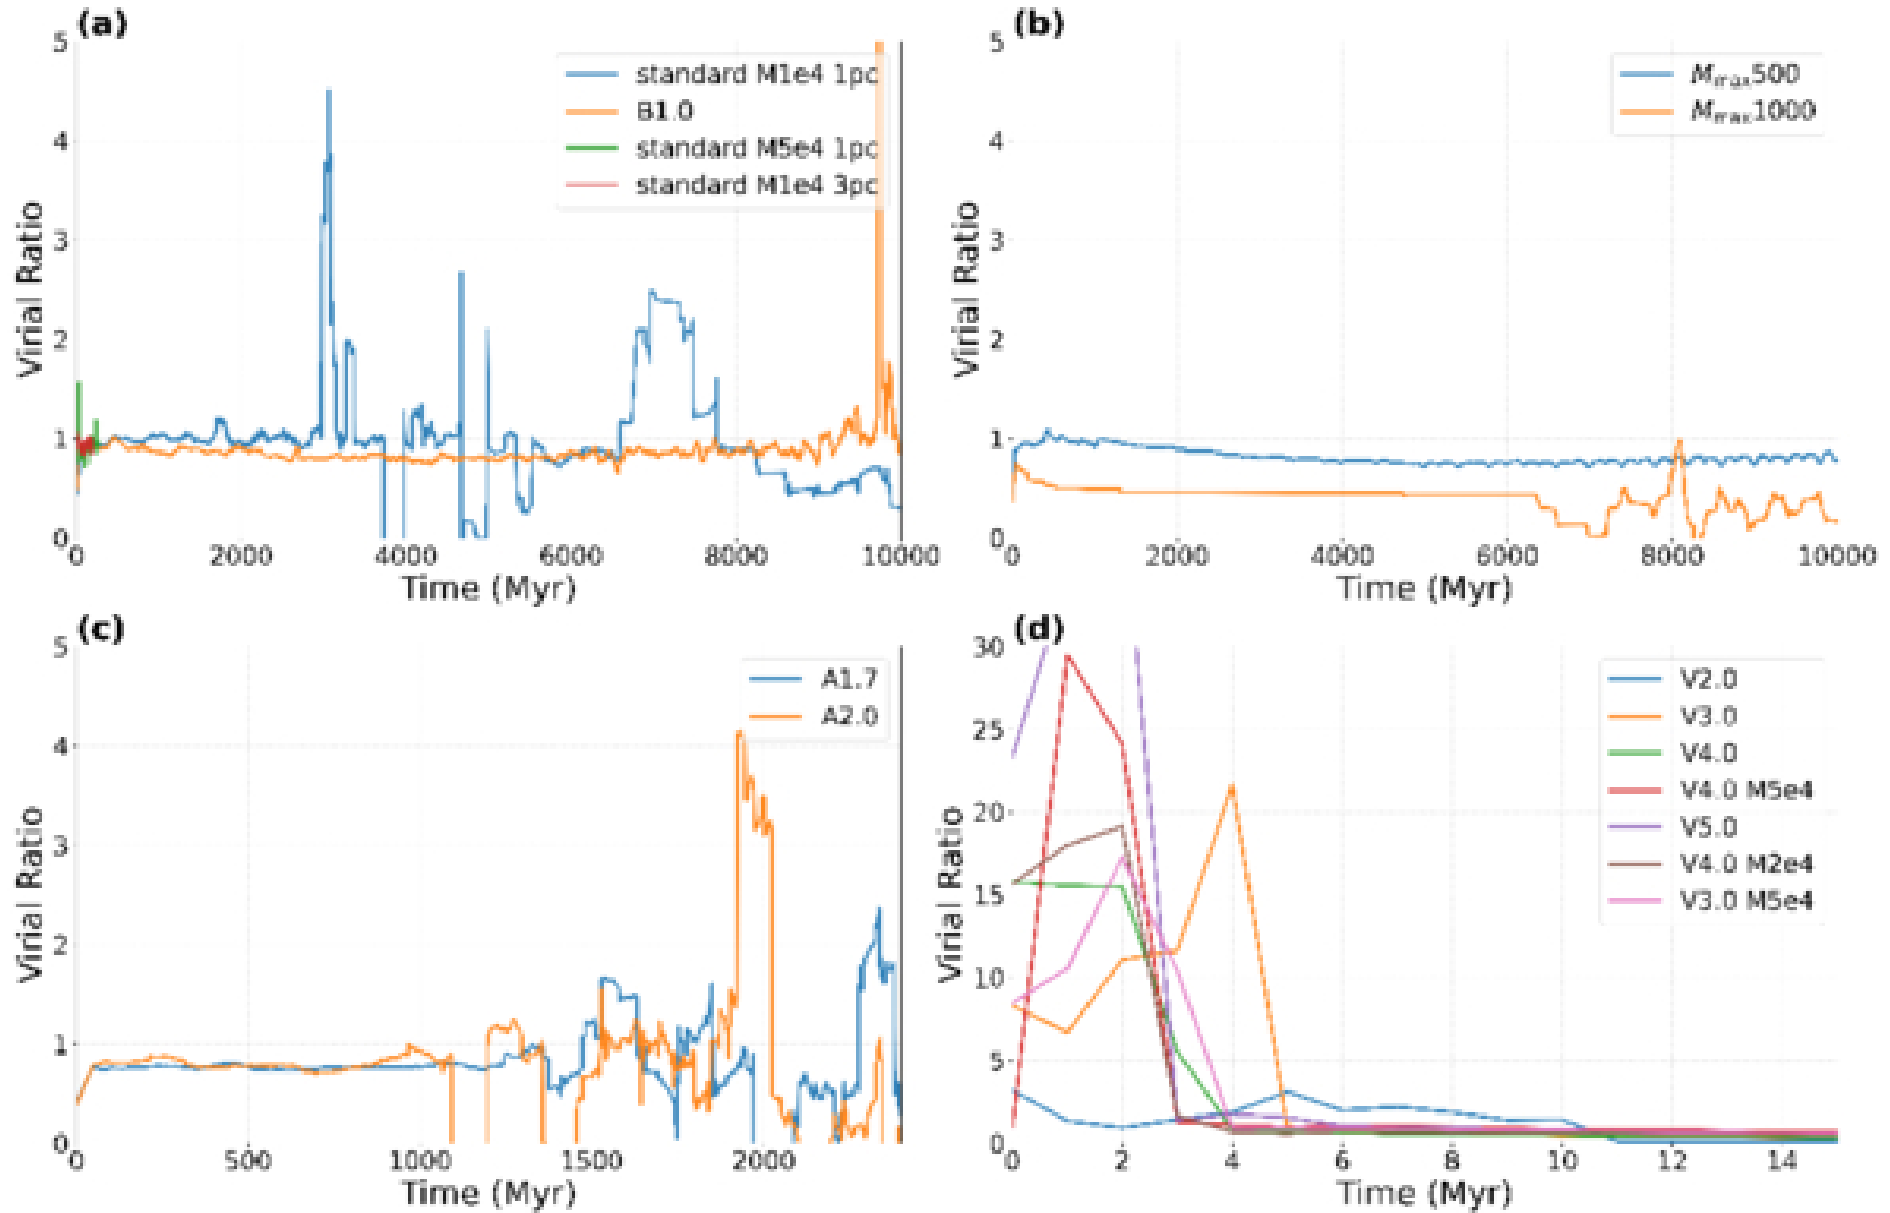 (a)
5
4
3
2
1
0
Virial Ratio
standard M1e4 1pc
B1.0
standard M5e4 1pc
standard M1e4 3pc
0 2000 4000 6000 8000 10000
Time (Myr)
(b)
5
4
3
2
1
0
Virial Ratio
Mmax500
Mmax1000
0 2000 4000 6000 8000 10000
Time (Myr)
(c)
5
4
3
2
1
0
Virial Ratio
A1.7
A2.0
0 500 1000 1500 2000
Time (Myr)
(d)
30
25
20
15
10
5
0
Virial Ratio
V2.0
V3.0
V4.0
V4.0 M5e4
V5.0
V4.0 M2e4
V3.0 M5e4
0 2 4 6 8 10 12 14
Time (Myr)